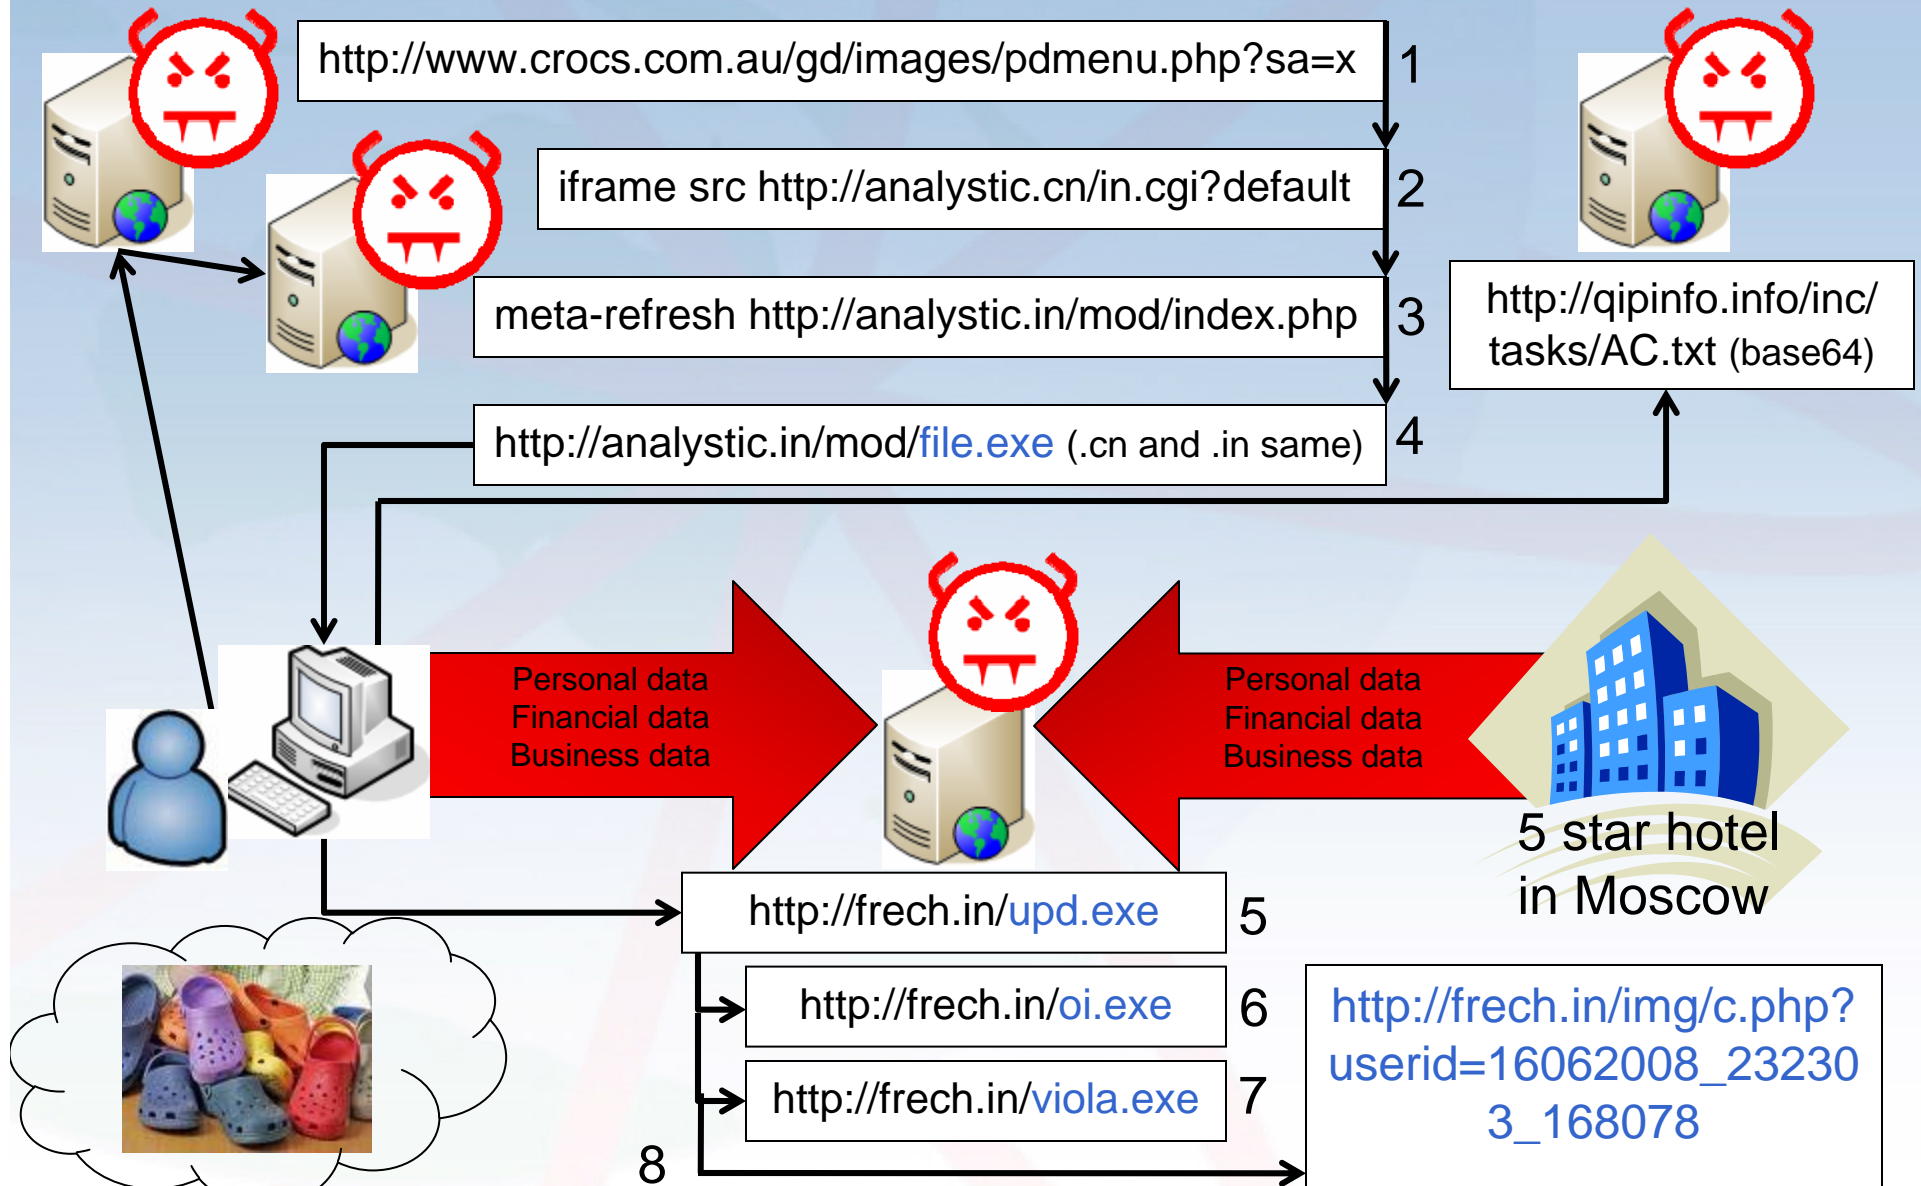 http://www.crocs.com.au/gd/images/pdmenu.php?sa=x
1
iframe src http://analystic.cn/in.cgi?default
2
meta-refresh http://analystic.in/mod/index.php
3
http://qipinfo.info/inc/
tasks/AC.txt (base64)
http://analystic.in/mod/file.exe (.cn and .in same)
4
Personal data
Financial data
Business data
Personal data
Financial data
Business data
5 star hotel
in Moscow
http://frech.in/upd.exe
5
http://frech.in/oi.exe
6
http://frech.in/viola.exe
7
8
http://frech.in/img/c.php?
userid=16062008_23230
3_168078